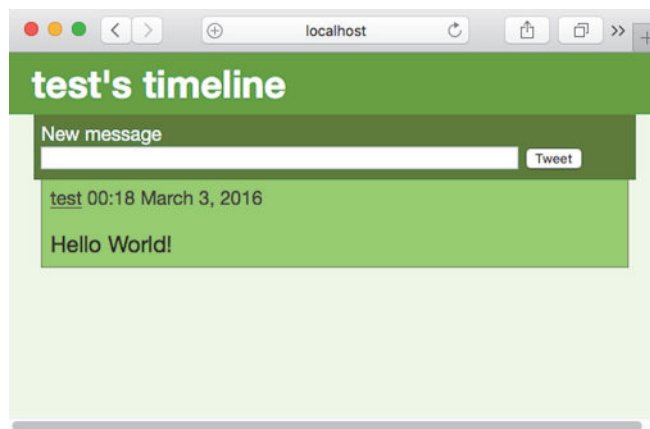 localhost
test's timeline
New message
Tweet
test 00:18 March 3, 2016
Hello World!